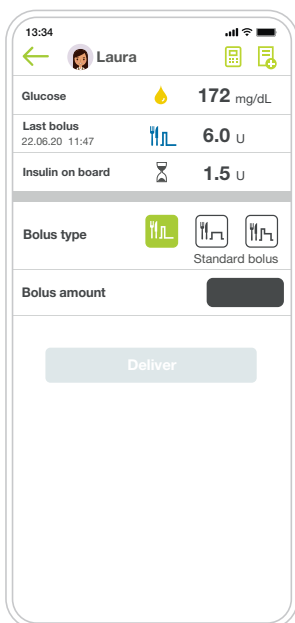 13:34
Laura
Glucose 172 mg/dL
Last bolus
22.06.20 11:47 6.0 U
Insulin on board 1.5 U
Bolus type
Standard bolus
Bolus amount
Deliver